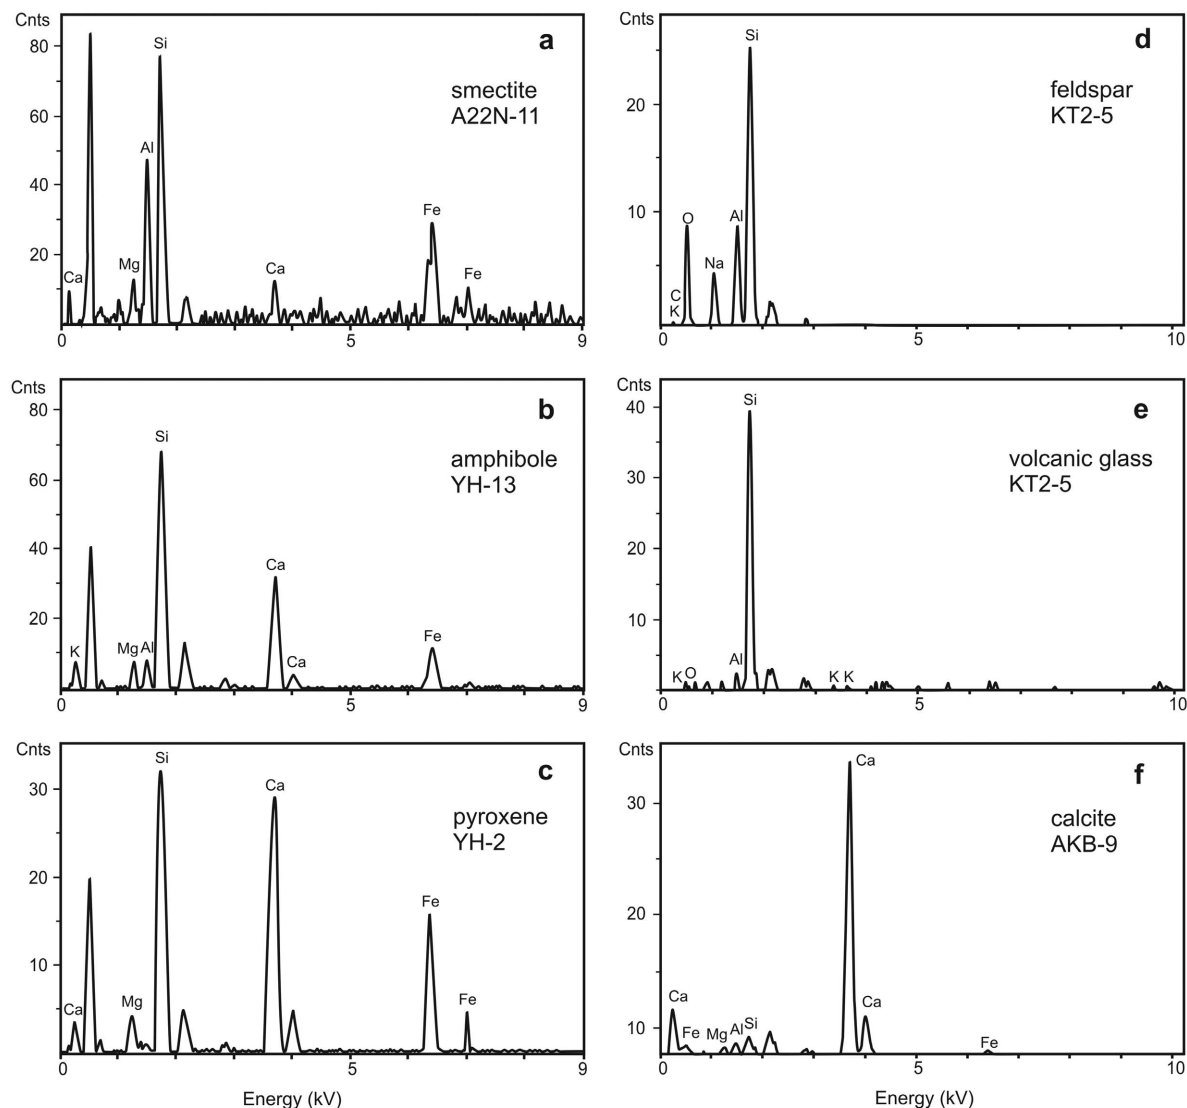 Cnts
a
80
60
40
20
Ca
Mg
Al
Si
Ca
Fe
Fe
smectite
A22N-11
0 5 9
Cnts
d
20
10
C
K
O
Na
Al
Si
feldspar
KT2-5
0 5 10
Cnts
b
80
60
40
20
K
Mg
Al
Si
Ca
Ca
Fe
amphibole
YH-13
0 5 9
Cnts
e
40
30
20
10
K
O
Al
Si
K
K
volcanic glass
KT2-5
0 5 10
Cnts
c
30
20
10
Ca
Mg
Si
Ca
Fe
Fe
pyroxene
YH-2
0 5 9
Energy (kV)
Cnts
f
30
20
10
Ca
Fe
Mg
Al
Si
Ca
Ca
Fe
calcite
AKB-9
0 5 10
Energy (kV)